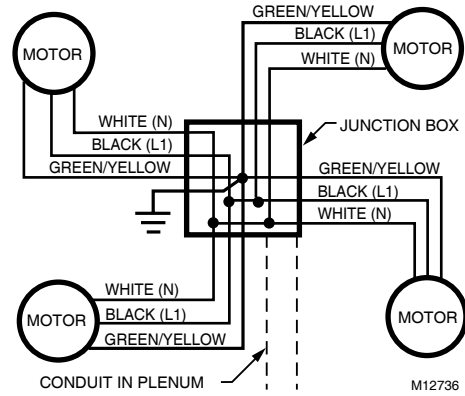 GREEN/YELLOW
BLACK (L1)
WHITE (N)
MOTOR
MOTOR
WHITE (N)
BLACK (L1)
GREEN/YELLOW
JUNCTION BOX
GREEN/YELLOW
BLACK (L1)
WHITE (N)
WHITE (N)
BLACK (L1)
GREEN/YELLOW
MOTOR
MOTOR
CONDUIT IN PLENUM
M12736